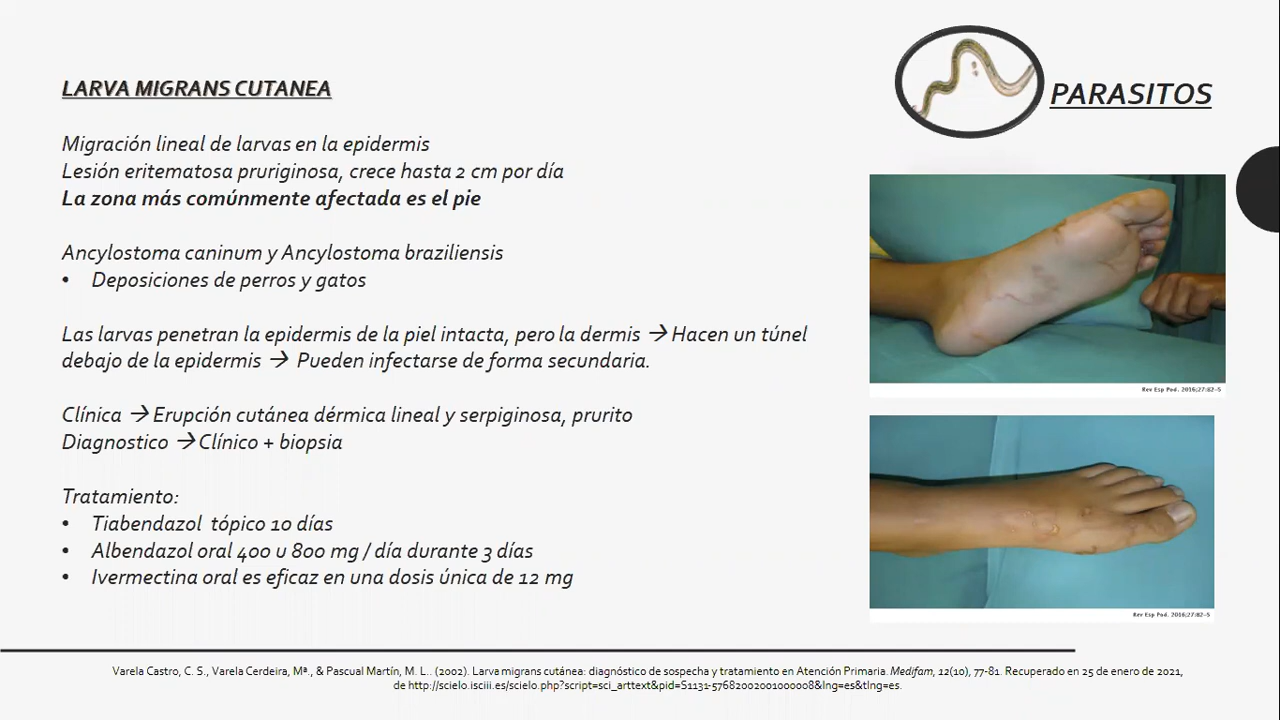 LARVA MIGRANS CUTANEA
PARASITOS
Migración lineal de larvas en la epidermis
Lesión eritematosa pruriginosa, crece hasta 2 cm por día
La zona más comúnmente afectada es el pie
Ancylostoma caninum y Ancylostoma braziliensis
• Deposiciones de perros y gatos
Las larvas penetran la epidermis de la piel intacta, pero la dermis → Hacen un túnel
debajo de la epidermis → Pueden infectarse de forma secundaria.
Clínica → Erupción cutánea dérmica lineal y serpiginosa, prurito
Diagnostico → Clínico + biopsia
Tratamiento:
• Tiabendazol tópico 10 días
• Albendazol oral 400 u 800 mg / día durante 3 días
• Ivermectina oral es eficaz en una dosis única de 12 mg
Rev Esp Pod. 2016;27:82-5
Rev Esp Pod. 2016;27:82-5
Varela Castro, C. S., Varela Cerdeira, Mª., & Pascual Martín, M. L.. (2002). Larva migrans cutánea: diagnóstico de sospecha y tratamiento en Atención Primaria. Medifam, 12(10), 77-81. Recuperado en 25 de enero de 2021,
de http://scielo.isciii.es/scielo.php?script=sci_arttext&pid=S1131-57682002001000008&lng=es&tlng=es.